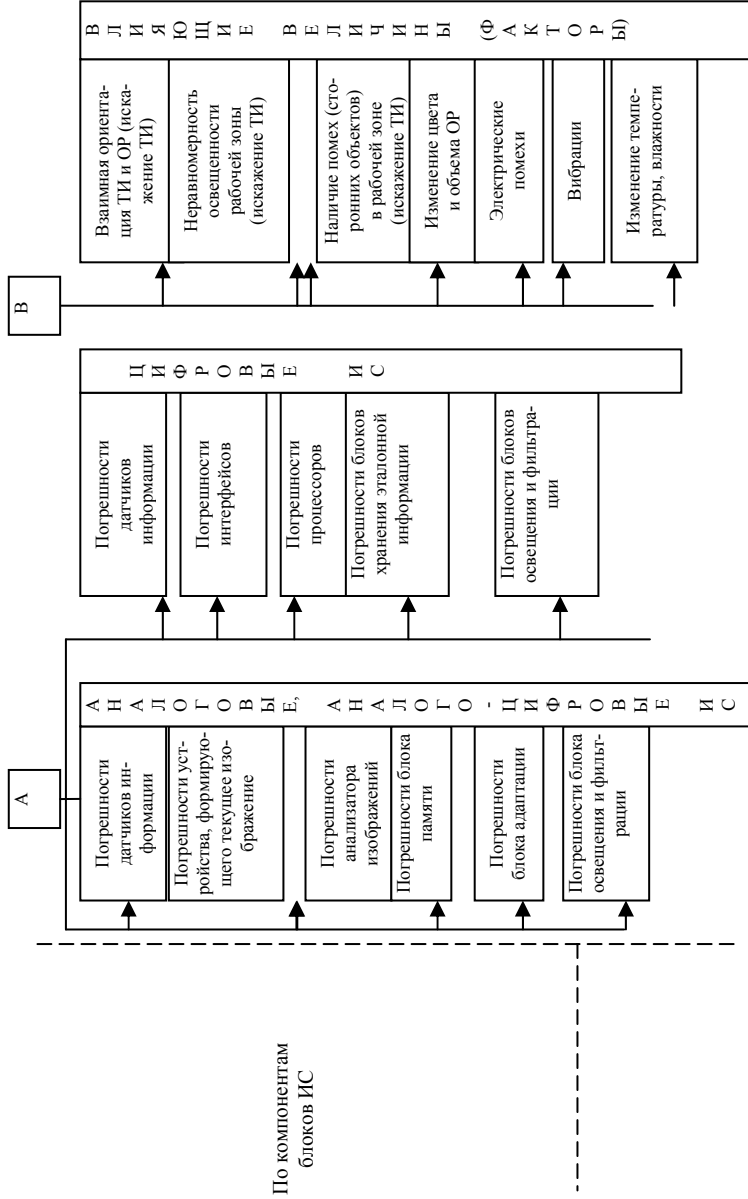 В
ВЛИЯЮЩИЕ ВЕЛИЧИНЫ (ФАКТОРЫ)
Взаимная ориента-
ция ТИ и ОР (иска-
жение ТИ)
Неравномерность
освещенности
рабочей зоны
(искажение ТИ)
Наличие помех (сто-
ронних объектов)
в рабочей зоне
(искажение ТИ)
Изменение цвета
и объема ОР
Электрические
помехи
Вибрации
Изменение темпе-
ратуры, влажности
ЦИФРОВЫЕ ИС
Погрешности
датчиков
информации
Погрешности
интерфейсов
Погрешности
процессоров
Погрешности блоков
хранения эталонной
информации
Погрешности блоков
освещения и фильтра-
ции
А
АНАЛОГОВЫЕ, АНАЛОГО-ЦИФРОВЫЕ ИС
Погрешности
датчиков ин-
формации
Погрешности уст-
ройства, формирую-
щего текущее изо-
бражение
Погрешности
анализатора
изображений
Погрешности блока
памяти
Погрешности
блока адаптации
Погрешности блока
освещения и фильт-
рации
По компонентам
блоков ИС